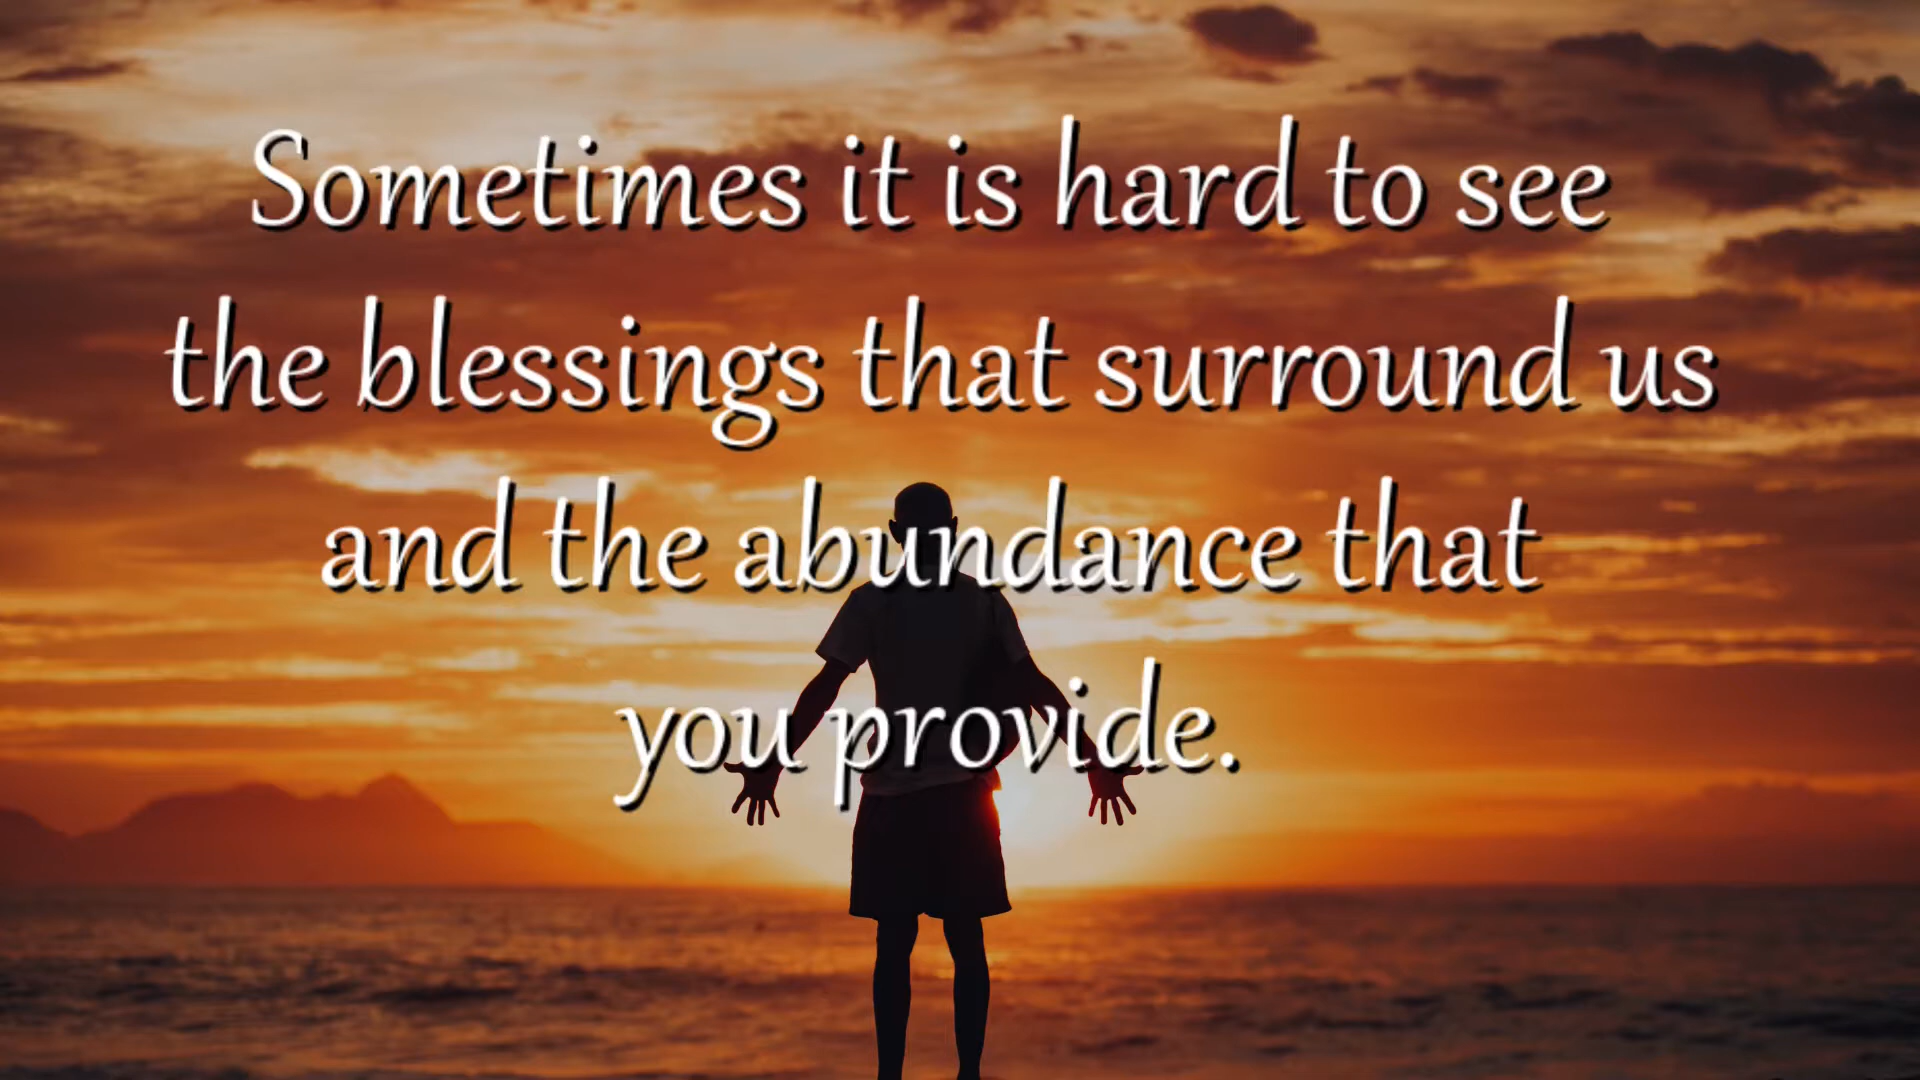 Sometimes it is hard to see
the blessings that surround us
and the abundance that
you provide.